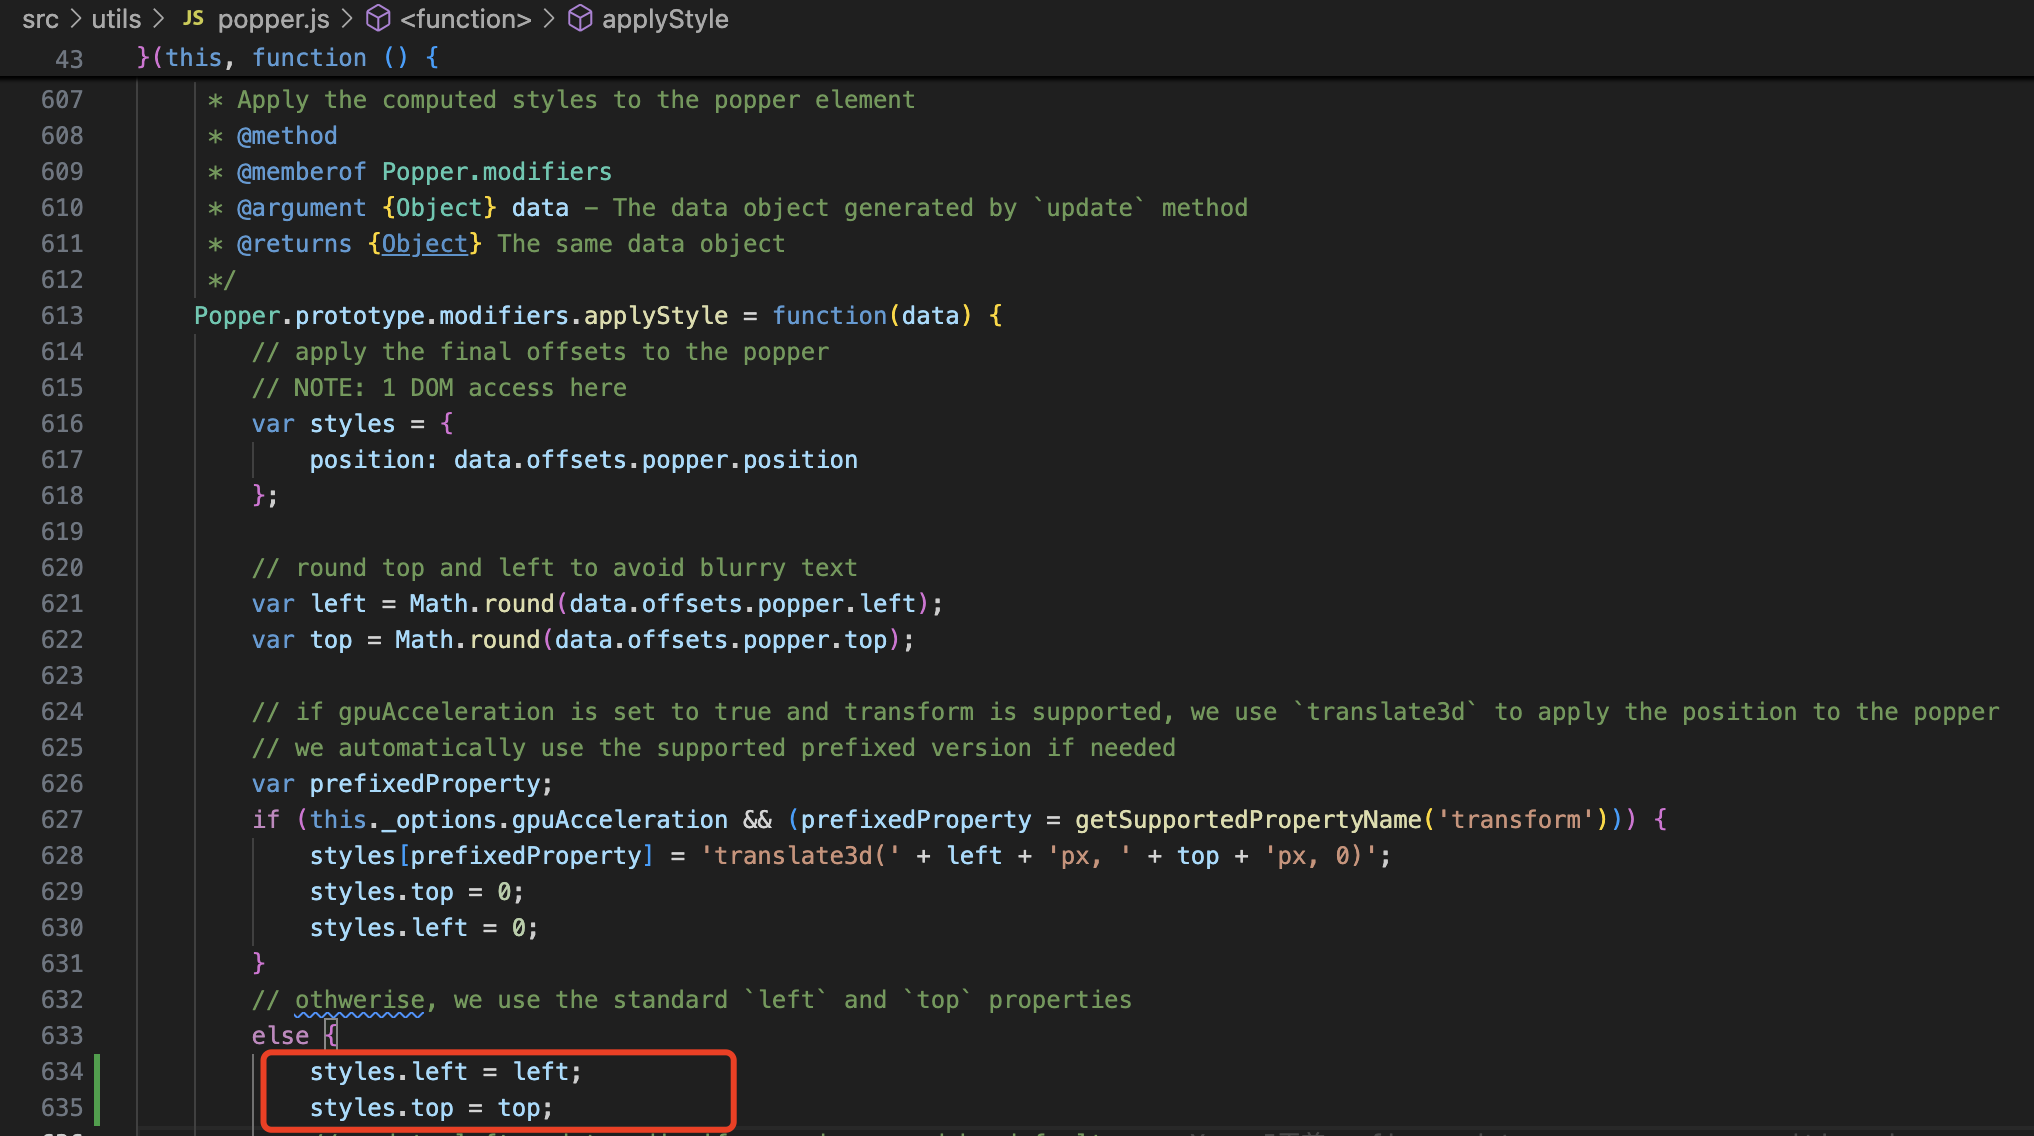 src > utils > JS popper.js > <function> > applyStyle
43 }(this, function () {
607 * Apply the computed styles to the popper element
608 * @method
609 * @memberof Popper.modifiers
610 * @argument {Object} data – The data object generated by `update` method
611 * @returns {Object} The same data object
612 */
613 Popper.prototype.modifiers.applyStyle = function(data) {
614 // apply the final offsets to the popper
615 // NOTE: 1 DOM access here
616 var styles = {
617 position: data.offsets.popper.position
618 };
619
620 // round top and left to avoid blurry text
621 var left = Math.round(data.offsets.popper.left);
622 var top = Math.round(data.offsets.popper.top);
623
624 // if gpuAcceleration is set to true and transform is supported, we use `translate3d` to apply the position to the popper
625 // we automatically use the supported prefixed version if needed
626 var prefixedProperty;
627 if (this._options.gpuAcceleration && (prefixedProperty = getSupportedPropertyName('transform'))) {
628 styles[prefixedProperty] = 'translate3d(' + left + 'px, ' + top + 'px, 0)';
629 styles.top = 0;
630 styles.left = 0;
631 }
632 // othwerise, we use the standard `left` and `top` properties
633 else {
634 styles.left = left;
635 styles.top = top;